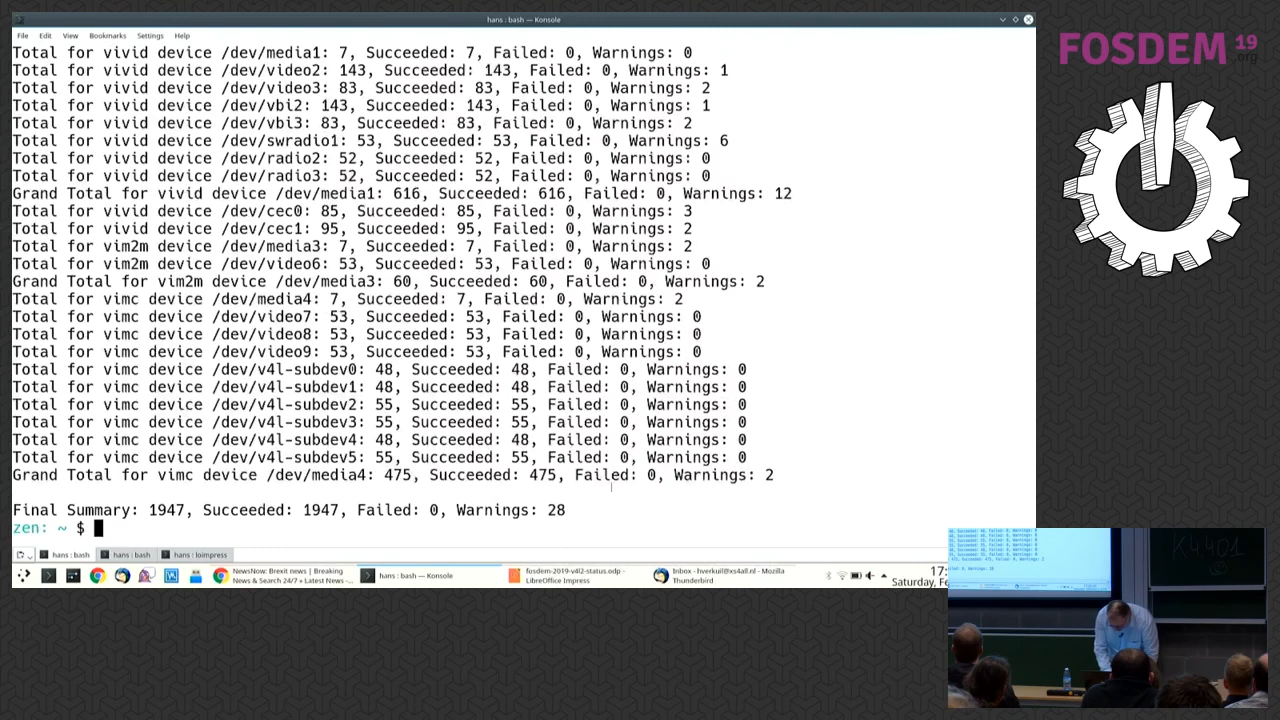 hans : bash — Konsole
File Edit View Bookmarks Settings Help
Total for vivid device /dev/media1: 7, Succeeded: 7, Failed: 0, Warnings: 0
Total for vivid device /dev/video2: 143, Succeeded: 143, Failed: 0, Warnings: 1
Total for vivid device /dev/video3: 83, Succeeded: 83, Failed: 0, Warnings: 2
Total for vivid device /dev/vbi2: 143, Succeeded: 143, Failed: 0, Warnings: 1
Total for vivid device /dev/vbi3: 83, Succeeded: 83, Failed: 0, Warnings: 2
Total for vivid device /dev/swradio1: 53, Succeeded: 53, Failed: 0, Warnings: 6
Total for vivid device /dev/radio2: 52, Succeeded: 52, Failed: 0, Warnings: 0
Total for vivid device /dev/radio3: 52, Succeeded: 52, Failed: 0, Warnings: 0
Grand Total for vivid device /dev/media1: 616, Succeeded: 616, Failed: 0, Warnings: 12
Total for vivid device /dev/cec0: 85, Succeeded: 85, Failed: 0, Warnings: 3
Total for vivid device /dev/cec1: 95, Succeeded: 95, Failed: 0, Warnings: 2
Total for vim2m device /dev/media3: 7, Succeeded: 7, Failed: 0, Warnings: 2
Total for vim2m device /dev/video6: 53, Succeeded: 53, Failed: 0, Warnings: 0
Grand Total for vim2m device /dev/media3: 60, Succeeded: 60, Failed: 0, Warnings: 2
Total for vimc device /dev/media4: 7, Succeeded: 7, Failed: 0, Warnings: 2
Total for vimc device /dev/video7: 53, Succeeded: 53, Failed: 0, Warnings: 0
Total for vimc device /dev/video8: 53, Succeeded: 53, Failed: 0, Warnings: 0
Total for vimc device /dev/video9: 53, Succeeded: 53, Failed: 0, Warnings: 0
Total for vimc device /dev/v4l-subdev0: 48, Succeeded: 48, Failed: 0, Warnings: 0
Total for vimc device /dev/v4l-subdev1: 48, Succeeded: 48, Failed: 0, Warnings: 0
Total for vimc device /dev/v4l-subdev2: 55, Succeeded: 55, Failed: 0, Warnings: 0
Total for vimc device /dev/v4l-subdev3: 55, Succeeded: 55, Failed: 0, Warnings: 0
Total for vimc device /dev/v4l-subdev4: 48, Succeeded: 48, Failed: 0, Warnings: 0
Total for vimc device /dev/v4l-subdev5: 55, Succeeded: 55, Failed: 0, Warnings: 0
Grand Total for vimc device /dev/media4: 475, Succeeded: 475, Failed: 0, Warnings: 2
Final Summary: 1947, Succeeded: 1947, Failed: 0, Warnings: 28
zen: ~ $
hans : bash hans : bash hans : loimpress
NewsNow: Brexit news | Breaking
News & Search 24/7 » Latest News -...
hans : bash — Konsole
fosdem-2019-v4l2-status.odp -
LibreOffice Impress
Inbox - hverkuil@xs4all.nl - Mozilla
Thunderbird
17:
Saturday, Fe
FOSDEM 19
.org